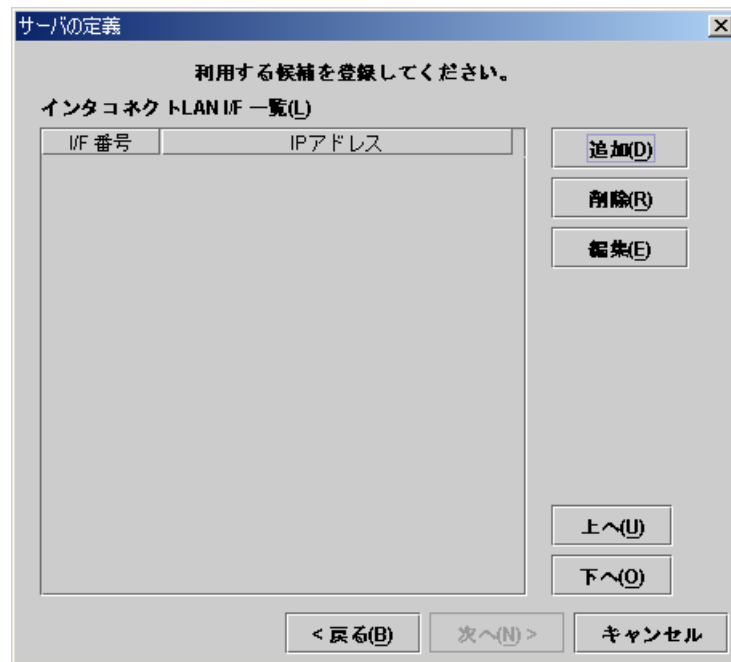 サーバの定義
利用する候補を登録してください。
インタコネクトLAN I/F 一覧(L)
I/F 番号 IPアドレス
追加(D)
削除(R)
編集(E)
上へ(U)
下へ(O)
< 戻る(B) 次へ(N) > キャンセル